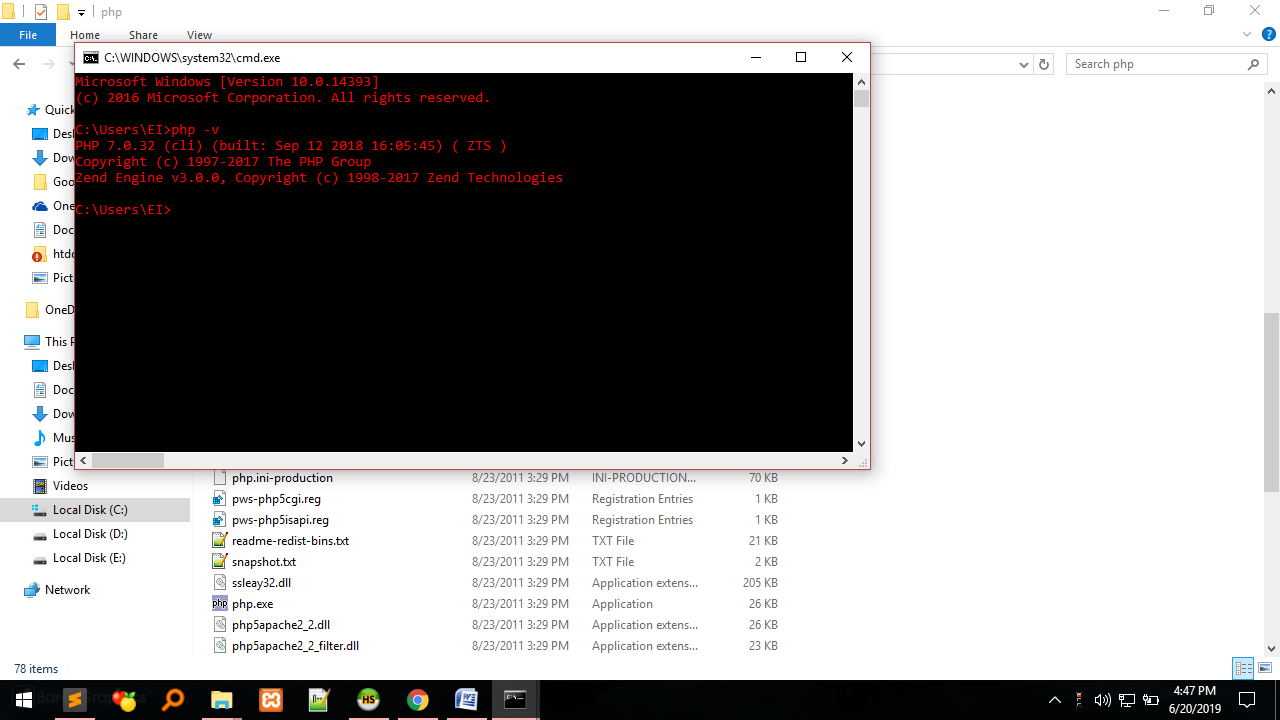 php
File
Home
Share
View
C:\WINDOWS\system32\cmd.exe
Search php
Microsoft Windows [Version 10.0.14393]
(c) 2016 Microsoft Corporation. All rights reserved.
C:\Users\EI>php -v
PHP 7.0.32 (cli) (built: Sep 12 2018 16:05:45) ( ZTS )
Copyright (c) 1997-2017 The PHP Group
Zend Engine v3.0.0, Copyright (c) 1998-2017 Zend Technologies
C:\Users\EI>
Quick
Desk
Dow
Goo
One
Doc
htdo
Pict
OneD
This P
Desk
Doc
Dow
Mus
Pict
Videos
Local Disk (C:)
Local Disk (D:)
Local Disk (E:)
Network
php.ini-production 8/23/2011 3:29 PM INI-PRODUCTION... 70 KB
pws-php5cgi.reg 8/23/2011 3:29 PM Registration Entries 1 KB
pws-php5isapi.reg 8/23/2011 3:29 PM Registration Entries 1 KB
readme-redist-bins.txt 8/23/2011 3:29 PM TXT File 21 KB
snapshot.txt 8/23/2011 3:29 PM TXT File 2 KB
ssleay32.dll 8/23/2011 3:29 PM Application extens... 205 KB
php php.exe 8/23/2011 3:29 PM Application 26 KB
php5apache2_2.dll 8/23/2011 3:29 PM Application extens... 26 KB
php5apache2_2_filter.dll 8/23/2011 3:29 PM Application extens... 23 KB
78 items
HS
4:47 PM
6/20/2019